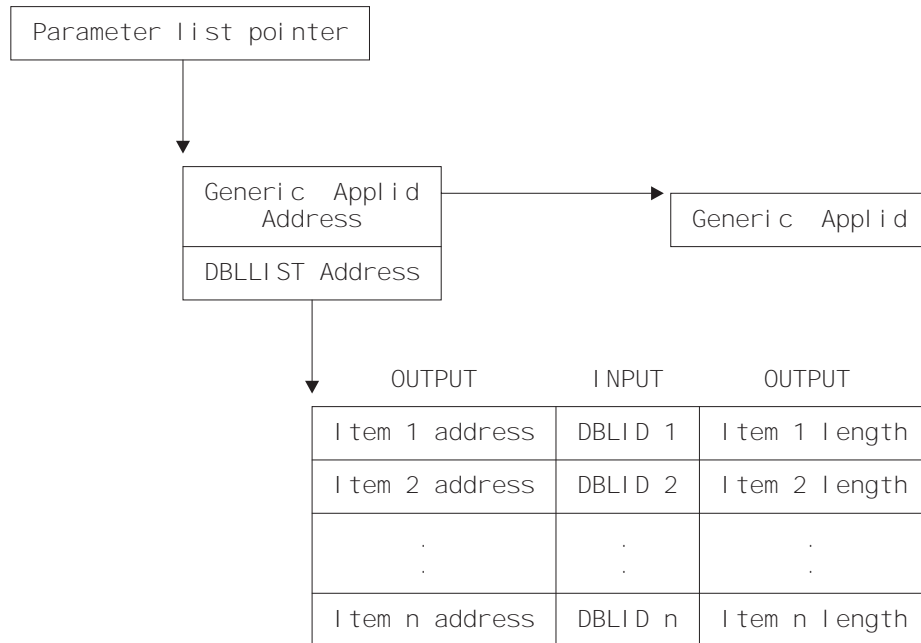 Parameter list pointer
Generic Applid
Address
Generic Applid
DBLLIST Address
OUTPUT INPUT OUTPUT
Item 1 address DBLID 1 Item 1 length
Item 2 address DBLID 2 Item 2 length
. . .
. . .
Item n address DBLID n Item n length